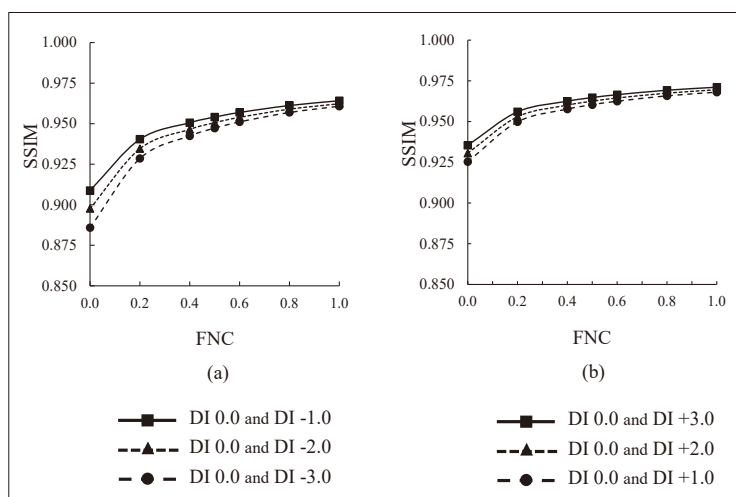 1.000
0.975
0.950
0.925
0.900
0.875
0.850
SSIM
0.0 0.2 0.4 0.6 0.8 1.0
FNC
(a)
DI 0.0 and DI -1.0
DI 0.0 and DI -2.0
DI 0.0 and DI -3.0
1.000
0.975
0.950
0.925
0.900
0.875
0.850
SSIM
0.0 0.2 0.4 0.6 0.8 1.0
FNC
(b)
DI 0.0 and DI +3.0
DI 0.0 and DI +2.0
DI 0.0 and DI +1.0